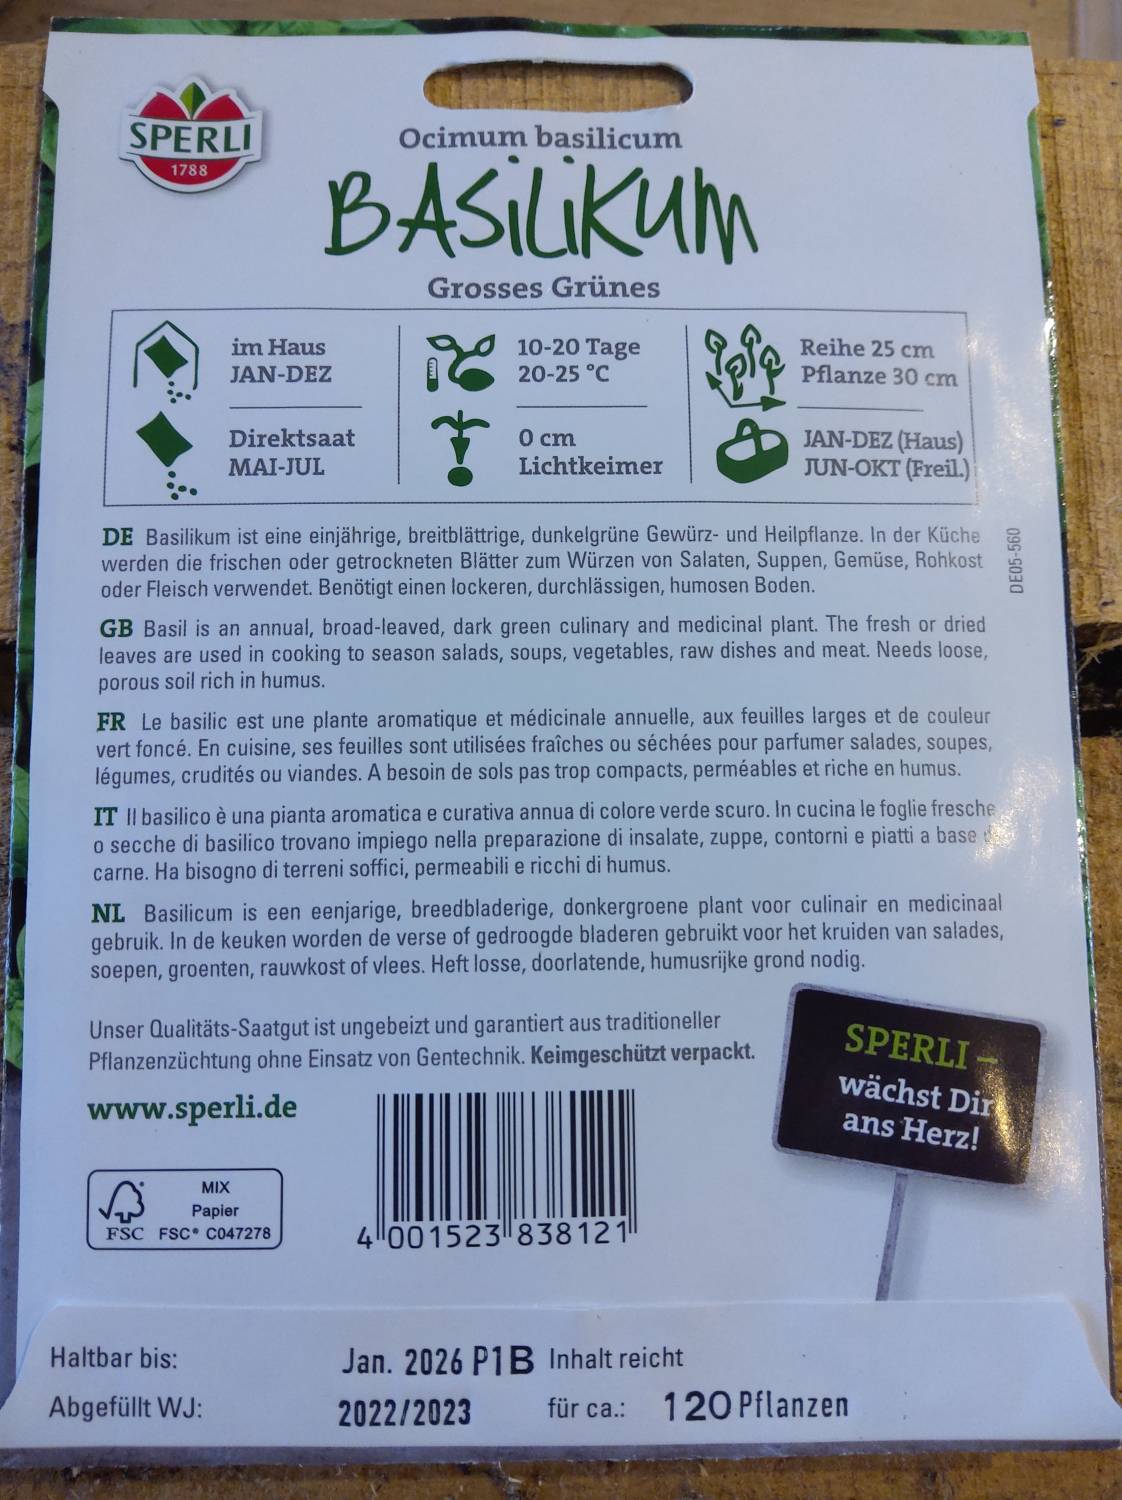 SPERLI
1788
Ocimum basilicum
BASILIKUM
Grosses Grünes
im Haus
JAN-DEZ
Direktsaat
MAI-JUL
10-20 Tage
20-25 °C
0 cm
Lichtkeimer
Reihe 25 cm
Pflanze 30 cm
JAN-DEZ (Haus)
JUN-OKT (Freil.)
DE Basilikum ist eine einjährige, breitblättrige, dunkelgrüne Gewürz- und Heilpflanze. In der Küche
werden die frischen oder getrockneten Blätter zum Würzen von Salaten, Suppen, Gemüse, Rohkost
oder Fleisch verwendet. Benötigt einen lockeren, durchlässigen, humosen Boden.
DE05-560
GB Basil is an annual, broad-leaved, dark green culinary and medicinal plant. The fresh or dried
leaves are used in cooking to season salads, soups, vegetables, raw dishes and meat. Needs loose,
porous soil rich in humus.
FR Le basilic est une plante aromatique et médicinale annuelle, aux feuilles larges et de couleur
vert foncé. En cuisine, ses feuilles sont utilisées fraîches ou séchées pour parfumer salades, soupes,
légumes, crudités ou viandes. A besoin de sols pas trop compacts, perméables et riche en humus.
IT Il basilico è una pianta aromatica e curativa annua di colore verde scuro. In cucina le foglie fresche
o secche di basilico trovano impiego nella preparazione di insalate, zuppe, contorni e piatti a base
carne. Ha bisogno di terreni soffici, permeabili e ricchi di humus.
NL Basilicum is een eenjarige, breedbladerige, donkergroene plant voor culinair en medicinaal
gebruik. In de keuken worden de verse of gedroogde bladeren gebruikt voor het kruiden van salades,
soepen, groenten, rauwkost of vlees. Heft losse, doorlatende, humusrijke grond nodig.
Unser Qualitäts-Saatgut ist ungebeizt und garantiert aus traditioneller
Pflanzenzüchtung ohne Einsatz von Gentechnik. Keimgeschützt verpackt.
www.sperli.de
SPERLI –
wächst Dir
ans Herz!
MIX
Papier
FSC FSC® C047278
4 001523 838121
Haltbar bis: Jan. 2026 P1B Inhalt reicht
Abgefüllt WJ: 2022/2023 für ca.: 120 Pflanzen